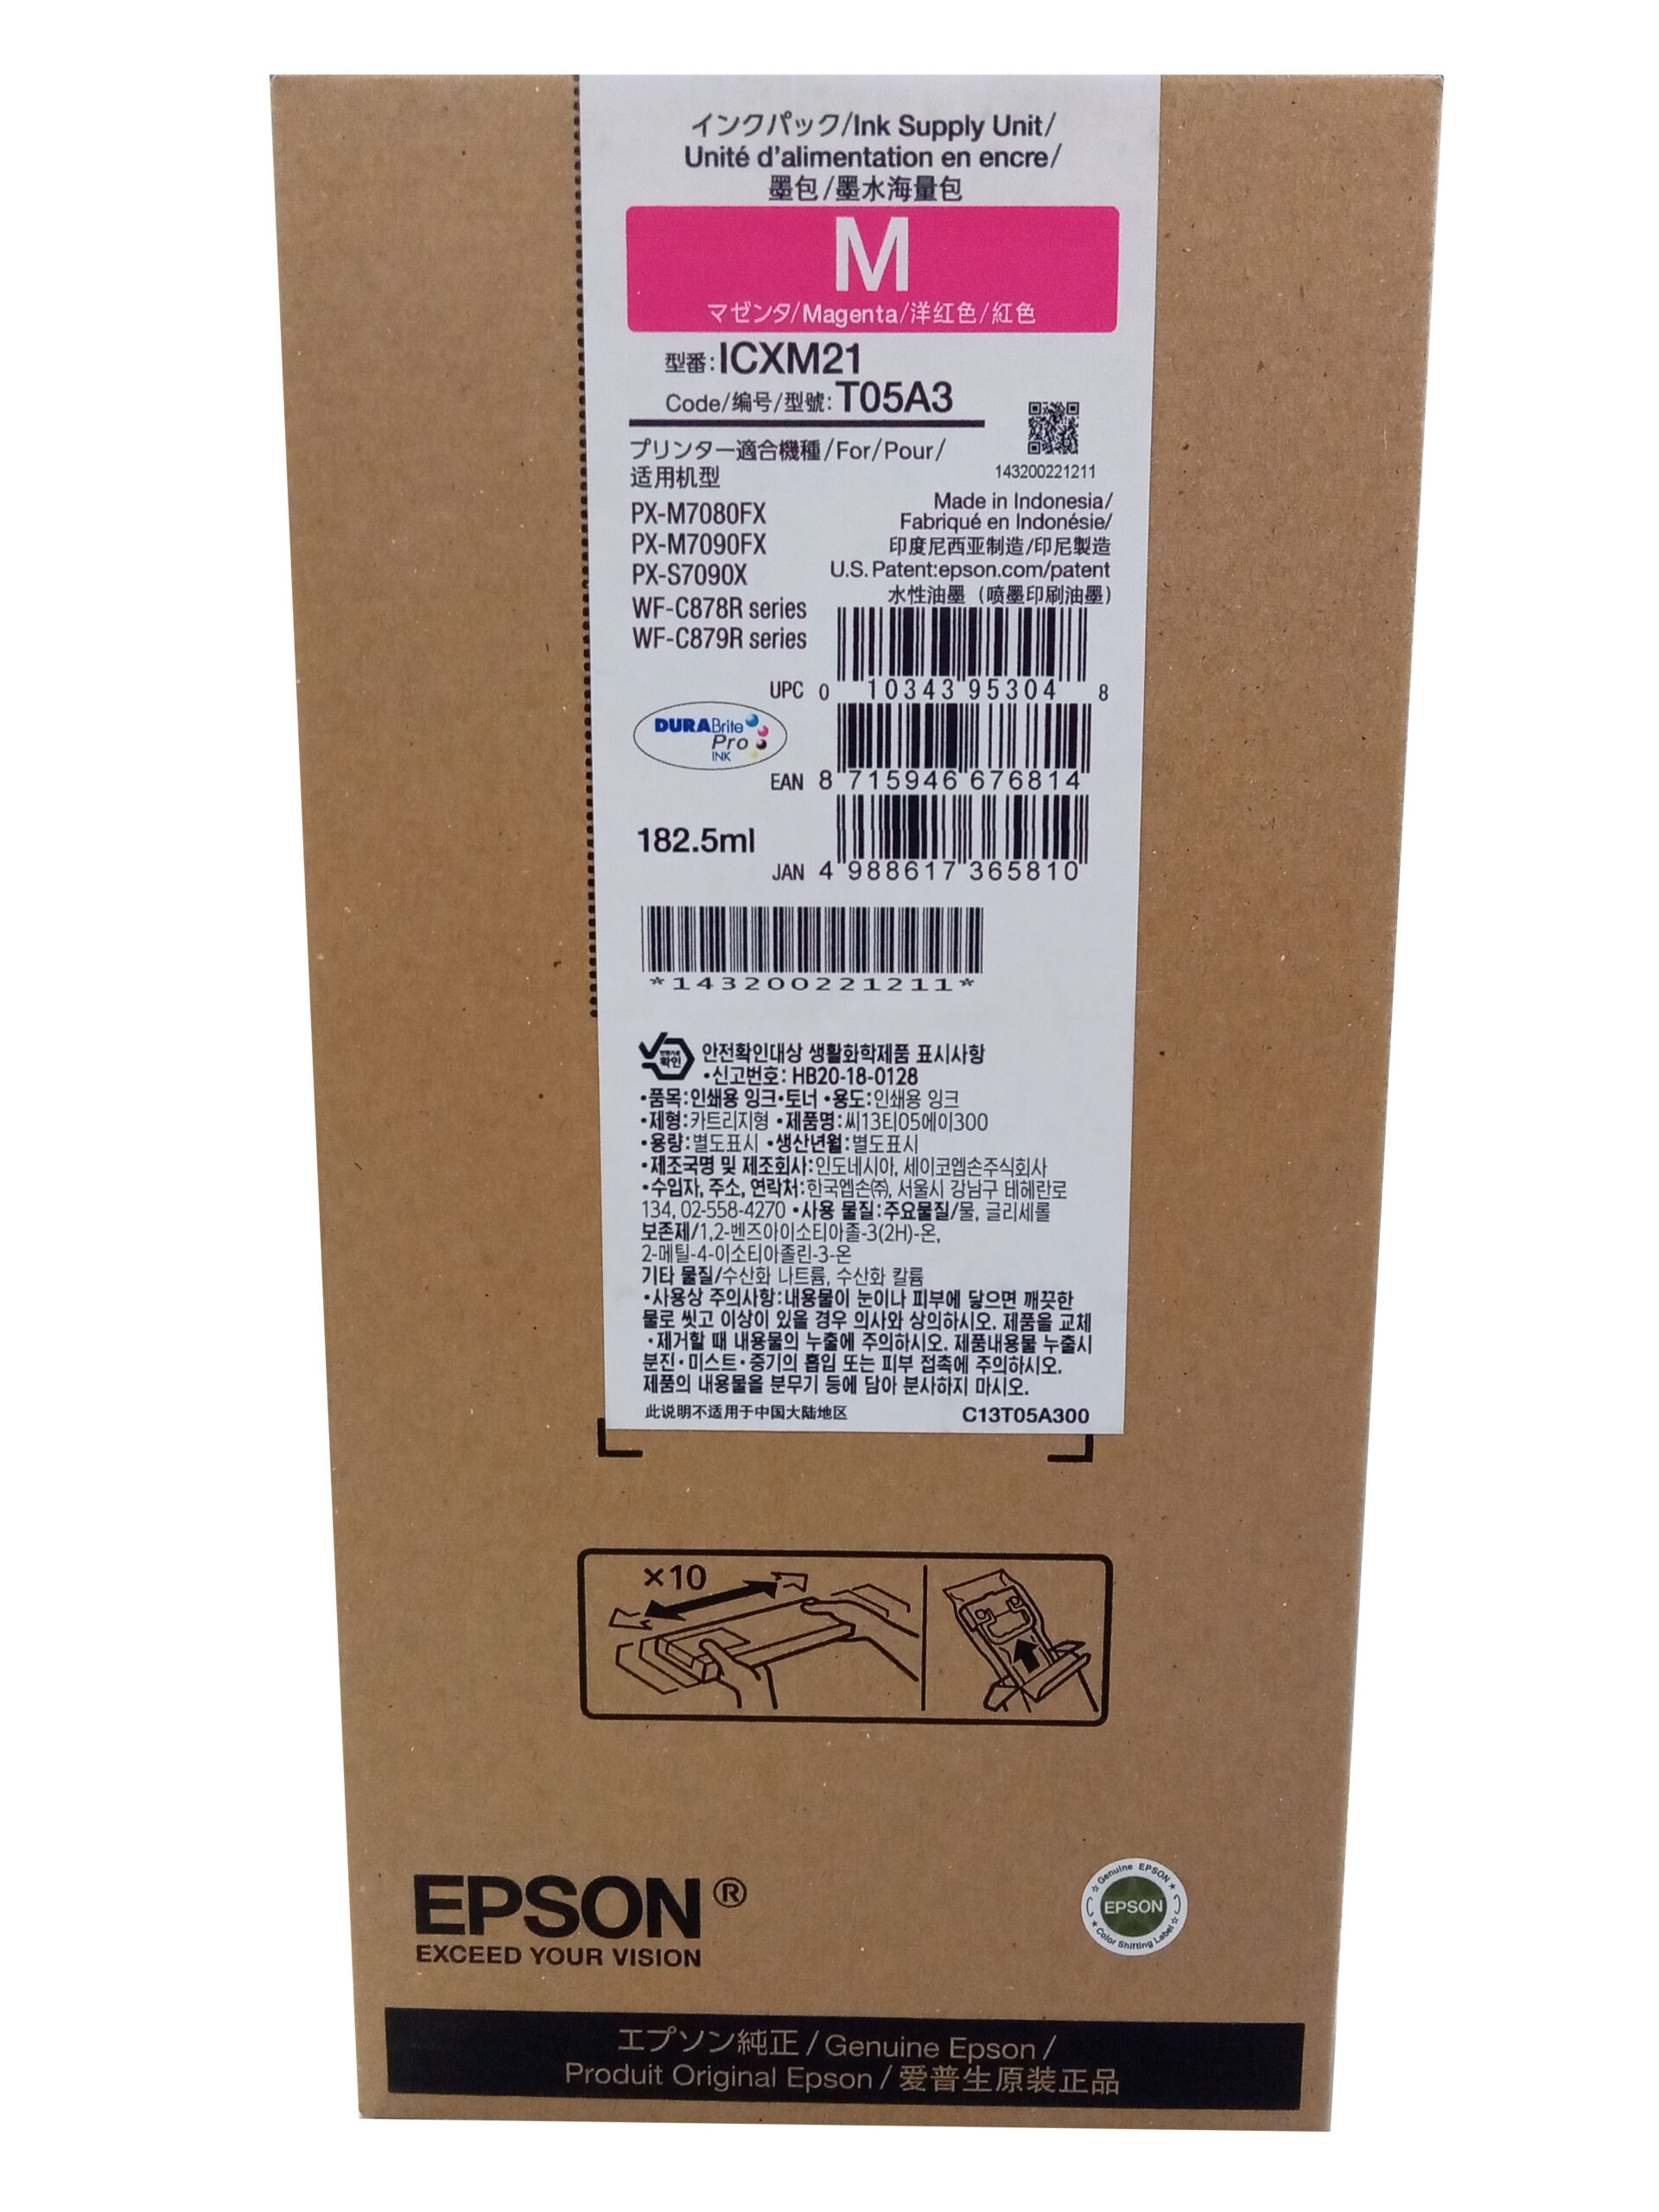 インクパック/Ink Supply Unit/
Unité d'alimentation en encre/
墨包/墨水海量包
M
マゼンタ/Magenta/洋红色/紅色
型番:ICXM21
Code/编号/型號:T05A3
143200221211
プリンター適合機種/For/Pour/
适用机型
PX-M7080FX
PX-M7090FX
PX-S7090X
WF-C878R series
WF-C879R series
Made in Indonesia/
Fabriqué en Indonésie/
印度尼西亚制造/印尼製造
U.S. Patent:epson.com/patent
水性油墨（喷墨印刷油墨）
UPC 0 10343 95304 8
DURABrite
Pro
INK
EAN 8 715946 676814
182.5ml
JAN 4 988617 365810
*143200221211*
확인
안전확인대상 생활화학제품 표시사항
•신고번호: HB20-18-0128
•품목:인쇄용 잉크•토너 •용도:인쇄용 잉크
•제형:카트리지형 •제품명:씨13티05에이300
•용량:별도표시 •생산년월:별도표시
•제조국명 및 제조회사:인도네시아, 세이코엡손주식회사
•수입자, 주소, 연락처:한국엡손(주), 서울시 강남구 테헤란로
134, 02-558-4270 •사용 물질:주요물질/물, 글리세롤
보존제/1,2-벤즈아이소티아졸-3(2H)-온,
2-메틸-4-이소티아졸린-3-온
기타 물질/수산화 나트륨, 수산화 칼륨
•사용상 주의사항:내용물이 눈이나 피부에 닿으면 깨끗한
물로 씻고 이상이 있을 경우 의사와 상의하시오. 제품을 교체
•제거할 때 내용물의 누출에 주의하시오. 제품내용물 누출시
분진•미스트•증기의 흡입 또는 피부 접촉에 주의하시오.
제품의 내용물을 분무기 등에 담아 분사하지 마시오.
此说明不适用于中国大陆地区 C13T05A300
×10
EPSON®
EXCEED YOUR VISION
Genuine EPSON
EPSON
Color Shifting Label
エプソン純正 / Genuine Epson /
Produit Original Epson / 爱普生原装正品